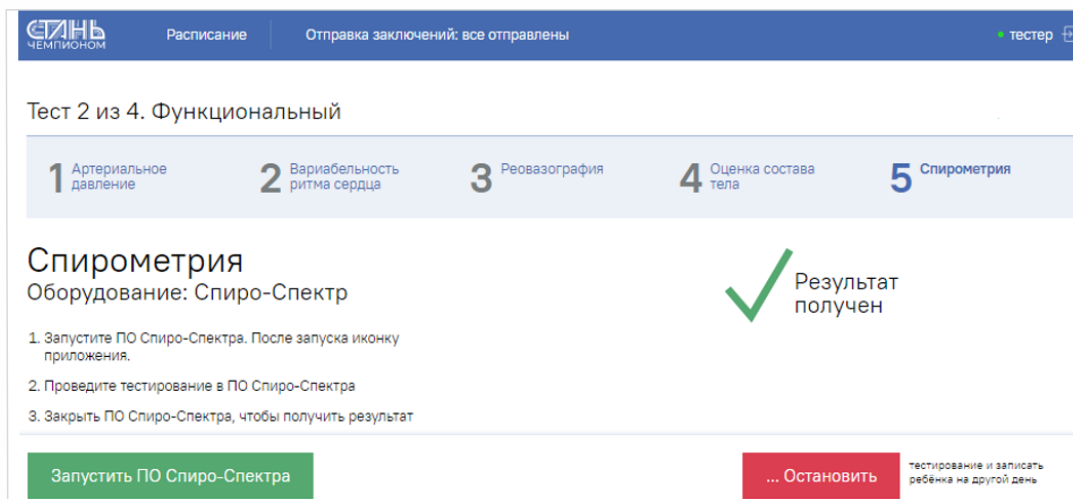 СТАНЬ
ЧЕМПИОНОМ
Расписание
Отправка заключений: все отправлены
тестер
Тест 2 из 4. Функциональный
1 Артериальное
давление
2 Вариабельность
ритма сердца
3 Реовазография
4 Оценка состава
тела
5 Спирометрия
Спирометрия
Оборудование: Спиро-Спектр
Результат
получен
1. Запустите ПО Спиро-Спектра. После запуска иконку
приложения.
2. Проведите тестирование в ПО Спиро-Спектра
3. Закрыть ПО Спиро-Спектра, чтобы получить результат
Запустить ПО Спиро-Спектра
... Остановить
тестирование и записать
ребёнка на другой день